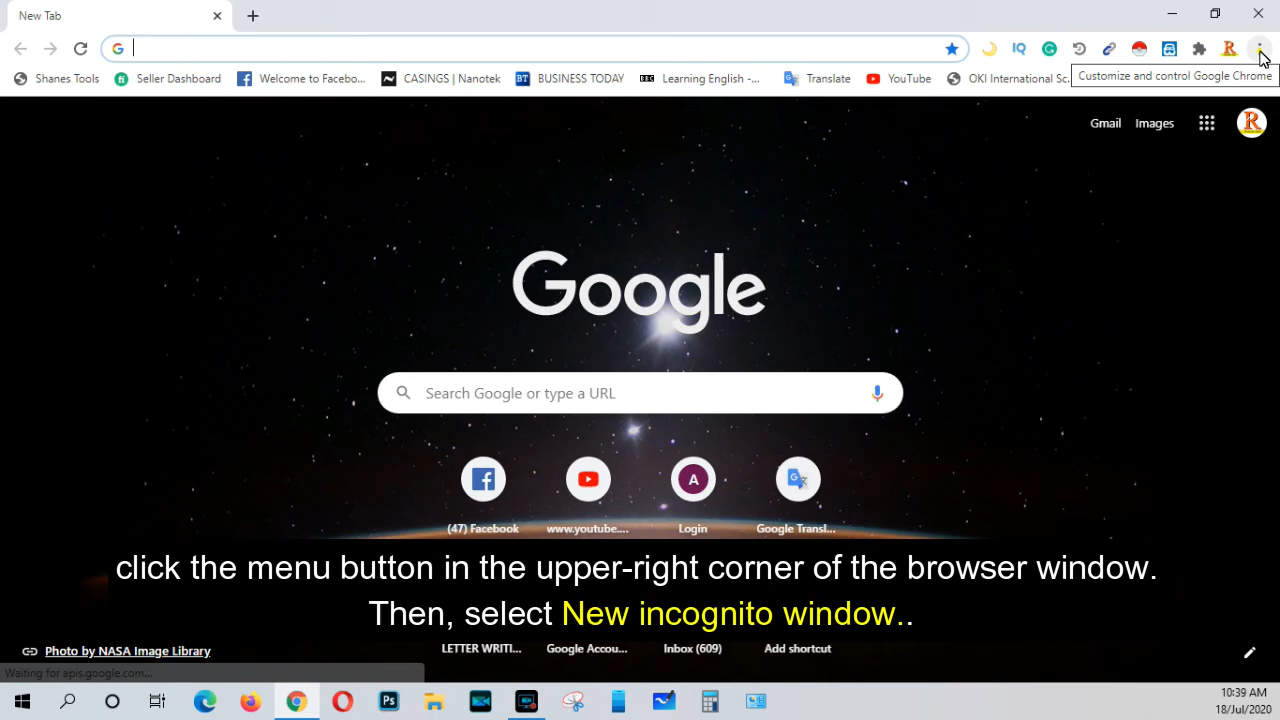 New Tab
Shanes Tools
Seller Dashboard
Welcome to Facebo...
CASINGS | Nanotek
BT BUSINESS TODAY
BBC Learning English -...
Translate
YouTube
OKI International Sc.
Customize and control Google Chrome
Gmail
Images
R
Google
Search Google or type a URL
A
(47) Facebook
www.youtube....
Login
Google Transl...
click the menu button in the upper-right corner of the browser window.
Then, select New incognito window..
LETTER WRITI...
Google Accou...
Inbox (609)
Add shortcut
Photo by NASA Image Library
Waiting for apis.google.com...
Ps
:39 AM
18/Jul/2020